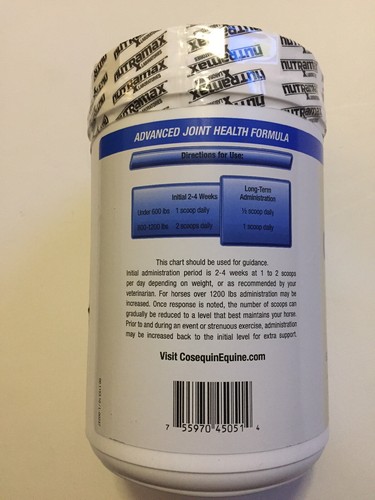 NUTRAMAX
ADVANCED JOINT HEALTH FORMULA
Directions for Use:
Initial 2-4 Weeks
Long-Term
Administration
Under 600 lbs 1 scoop daily ½ scoop daily
600-1200 lbs 2 scoops daily 1 scoop daily
This chart should be used for guidance.
Initial administration period is 2-4 weeks at 1 to 2 scoops
per day depending on weight, or as recommended by your
veterinarian. For horses over 1200 lbs administration may be
increased. Once response is noted, the number of scoops can
gradually be reduced to a level that best maintains your horse.
Prior to and during an event or strenuous exercise, administration
may be increased back to the initial level for extra support.
Visit CosequinEquine.com
7 55970 45051 4